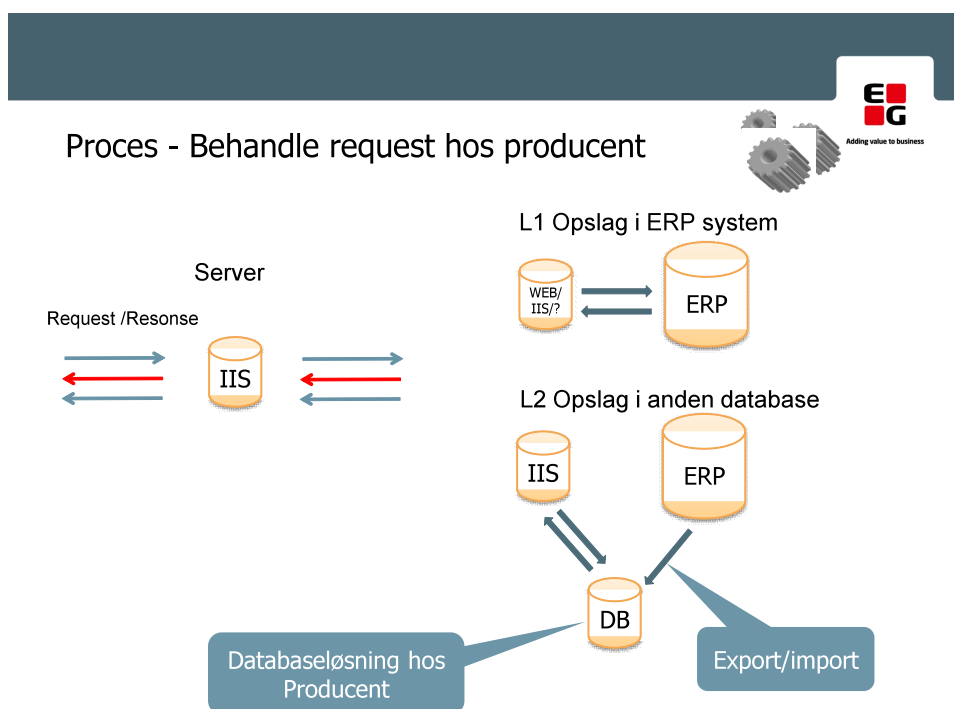 E
G
Adding value to business
Proces - Behandle request hos producent
L1 Opslag i ERP system
Server
WEB/
IIS/?
ERP
Request /Resonse
IIS
L2 Opslag i anden database
IIS
ERP
DB
Databaseløsning hos
Producent
Export/import